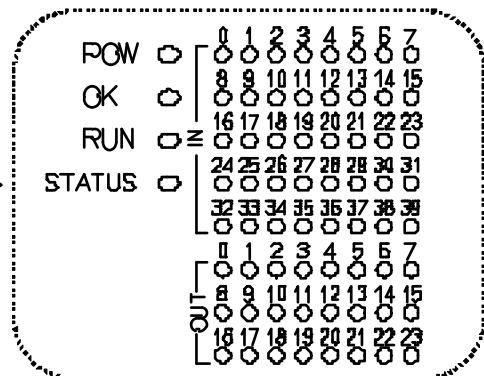 POW 0 1 2 3 4 5 6 7
OK 8 9 10 11 12 13 14 15
RUN 16 17 18 19 20 21 22 23
IN
STATUS 24 25 26 27 28 29 30 31
32 33 34 35 36 37 38 39
0 1 2 3 4 5 6 7
OUT 8 9 10 11 12 13 14 15
16 17 18 19 20 21 22 23